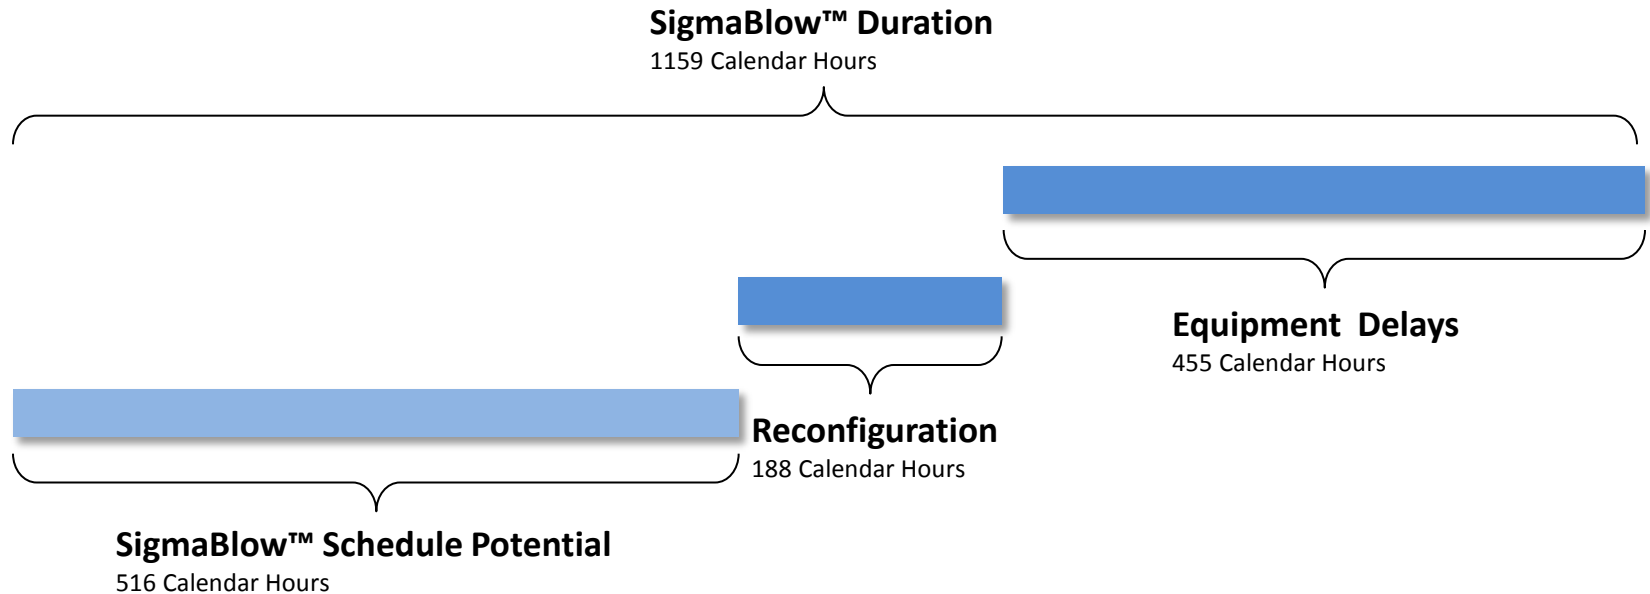 SigmaBlow™ Duration
1159 Calendar Hours
Equipment  Delays
455 Calendar Hours
Reconfiguration
188 Calendar Hours
SigmaBlow™ Schedule Potential
516 Calendar Hours